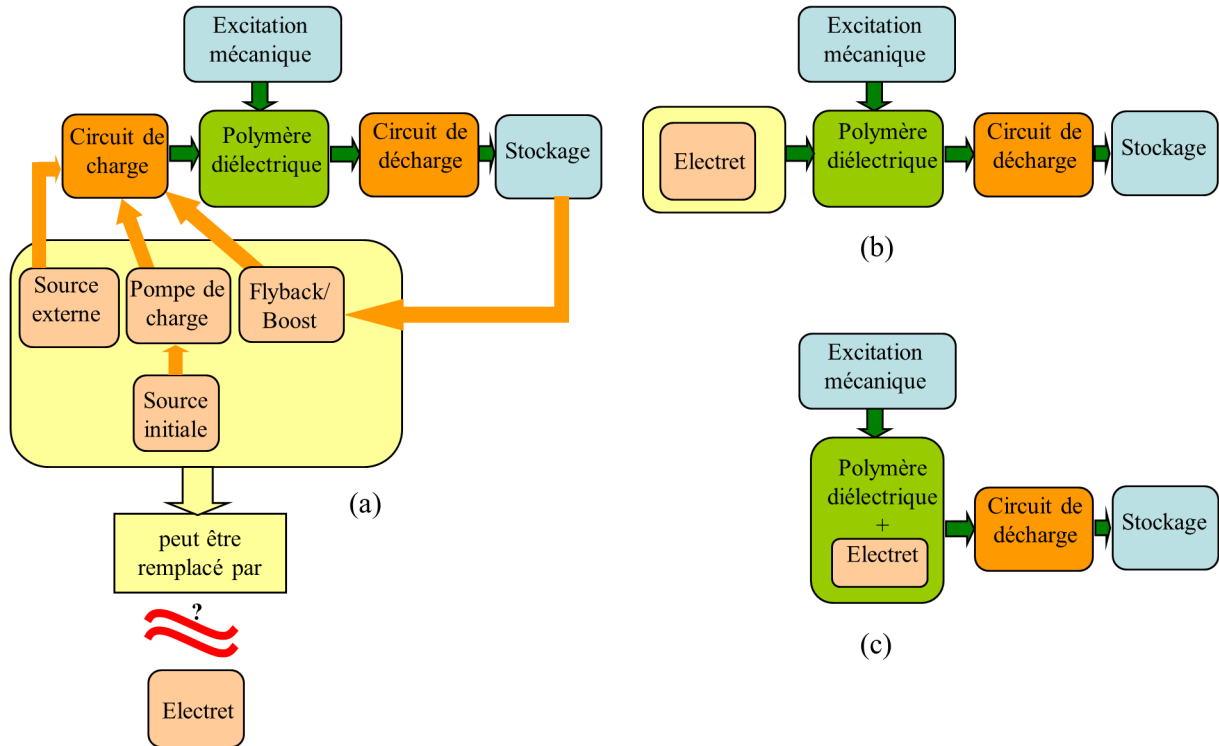 Excitation
mécanique
Circuit de
charge
Polymère
diélectrique
Circuit de
décharge
Stockage
Source
externe
Pompe de
charge
Flyback/
Boost
Source
initiale
(a)
peut être
remplacé par
?
Electret
Excitation
mécanique
Electret
Polymère
diélectrique
Circuit de
décharge
Stockage
(b)
Excitation
mécanique
Polymère
diélectrique
+
Electret
Circuit de
décharge
Stockage
(c)